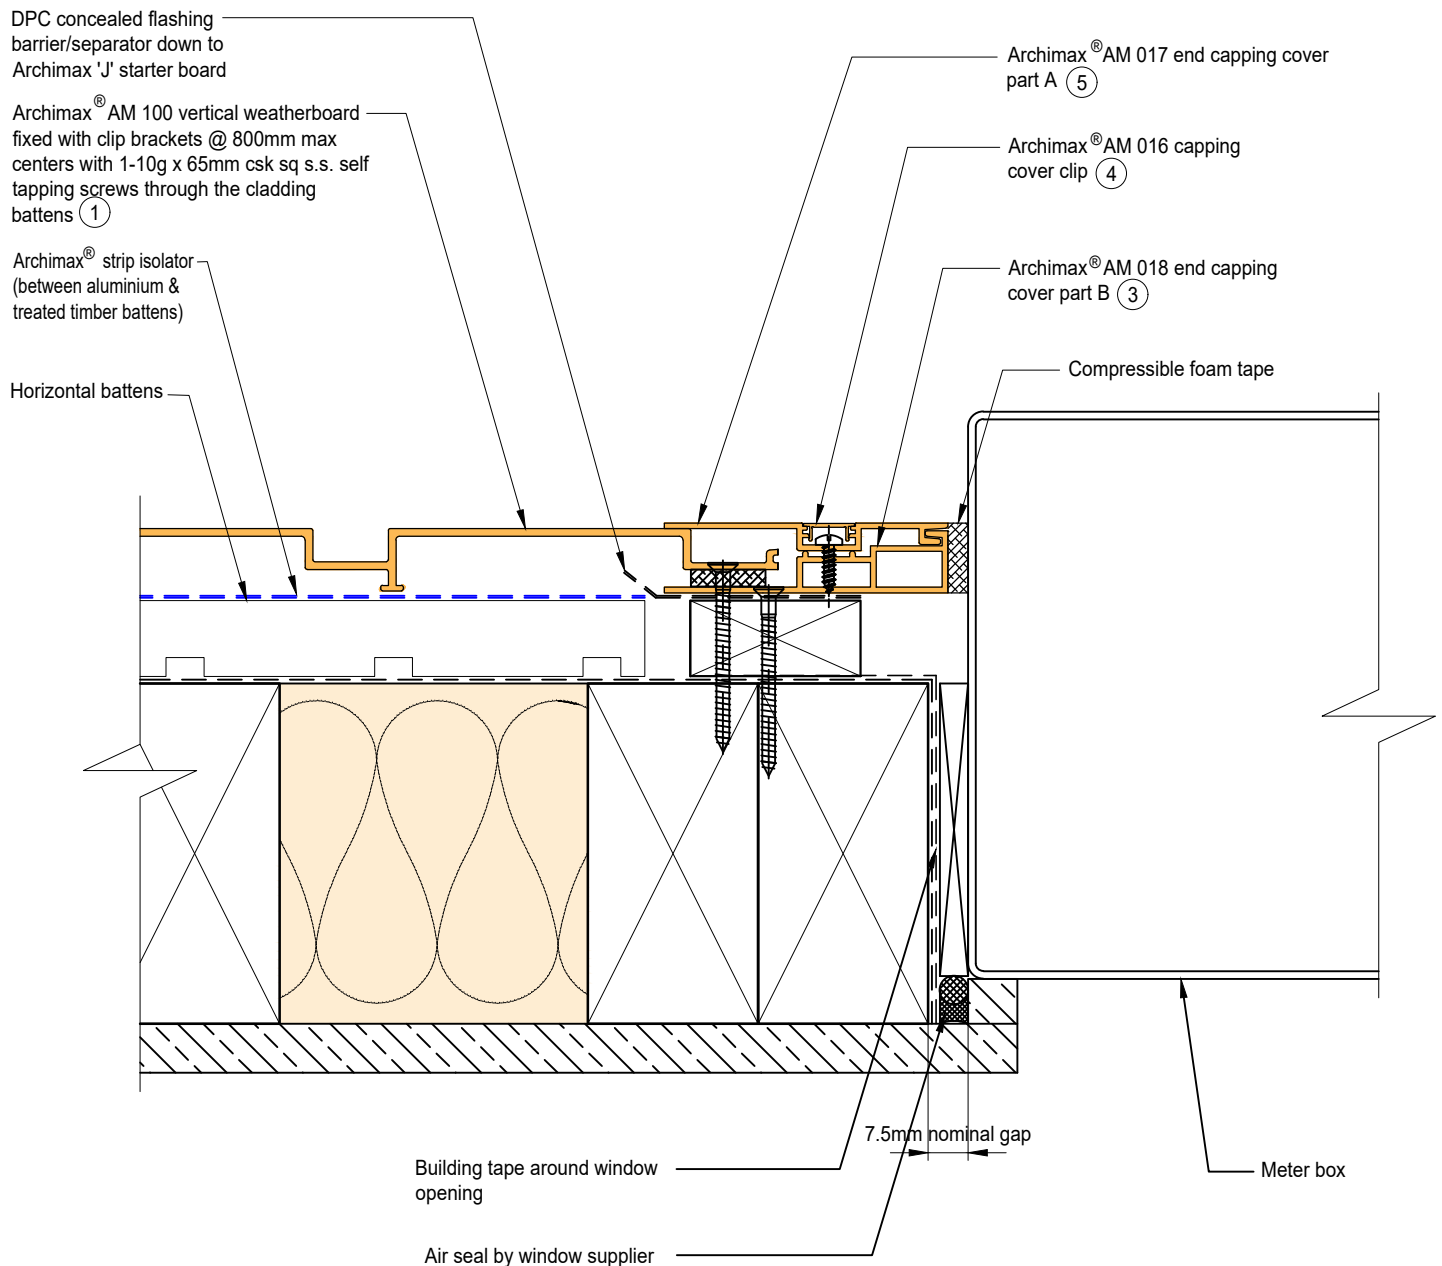 DPC concealed flashing
barrier/separator down to
Archimax 'J' starter board
Archimax® AM 100 vertical weatherboard
fixed with clip brackets @ 800mm max
centers with 1-10g x 65mm csk sq s.s. self
tapping screws through the cladding
battens 1
Archimax® strip isolator
(between aluminium &
treated timber battens)
Horizontal battens
Archimax® AM 017 end capping cover
part A 5
Archimax® AM 016 capping
cover clip 4
Archimax® AM 018 end capping
cover part B 3
Compressible foam tape
7.5mm nominal gap
Building tape around window
opening
Meter box
Air seal by window supplier